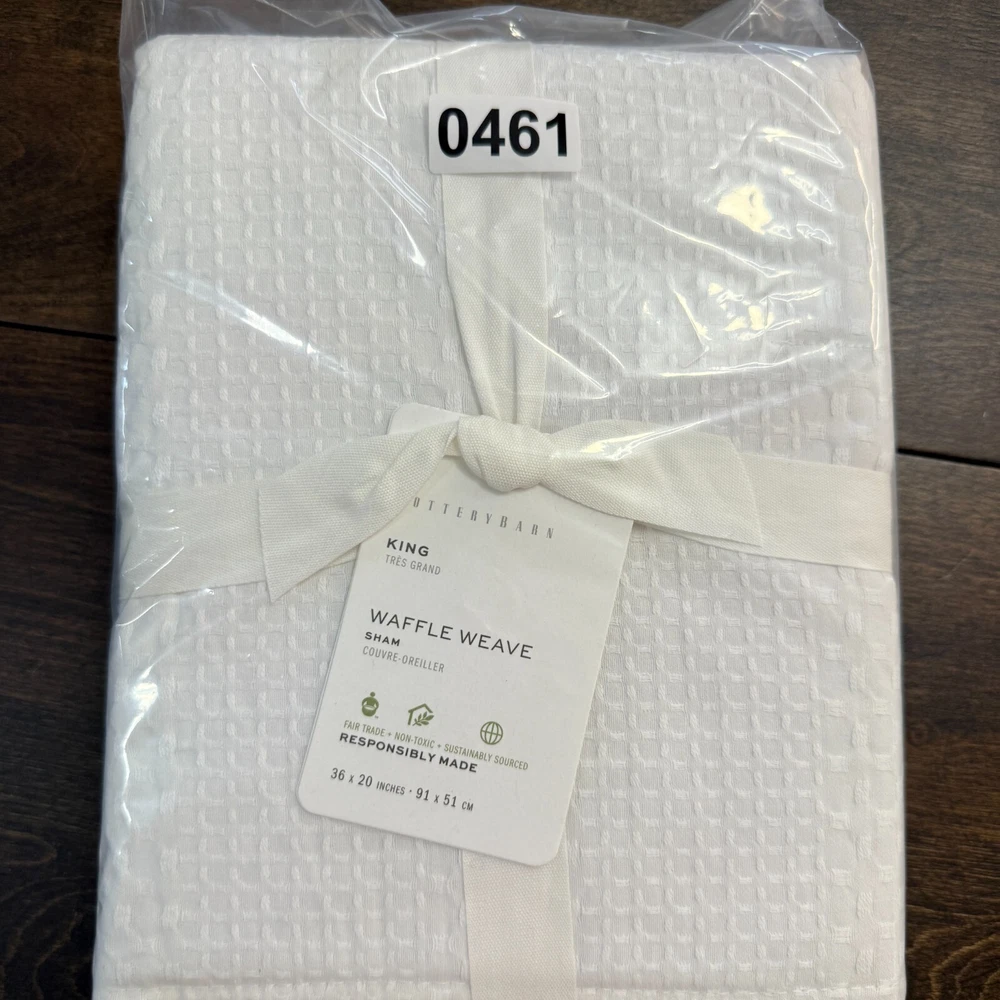 0461
OTTERYBARN
KING
TRÈS GRAND
WAFFLE WEAVE
SHAM
COUVRE-OREILLER
FAIR TRADE + NON-TOXIC + SUSTAINABLY SOURCED
RESPONSIBLY MADE
36 x 20 INCHES · 91 x 51 CM